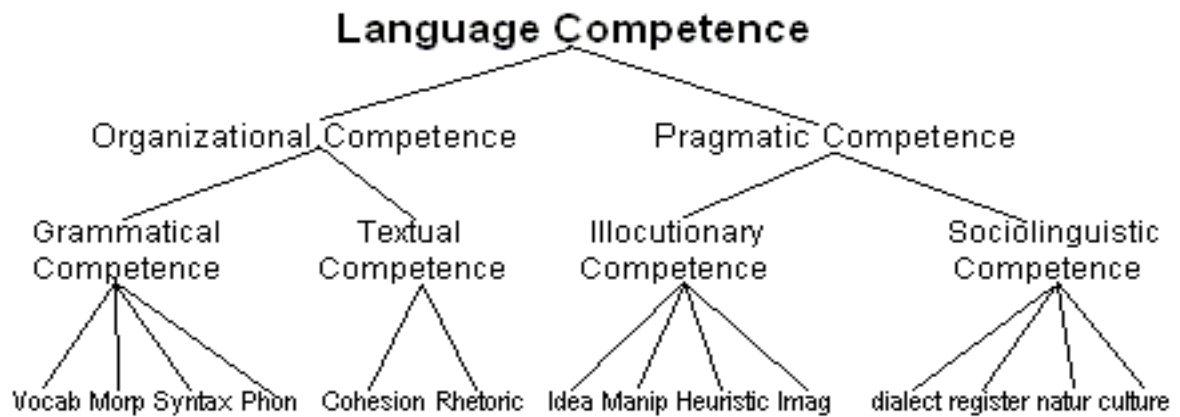 Language Competence
Organizational Competence Pragmatic Competence
Grammatical Textual Illocutionary Sociolinguistic
Competence Competence Competence Competence
Vocab Morp Syntax Phon Cohesion Rhetoric Idea Manip Heuristic Imag dialect register natur culture